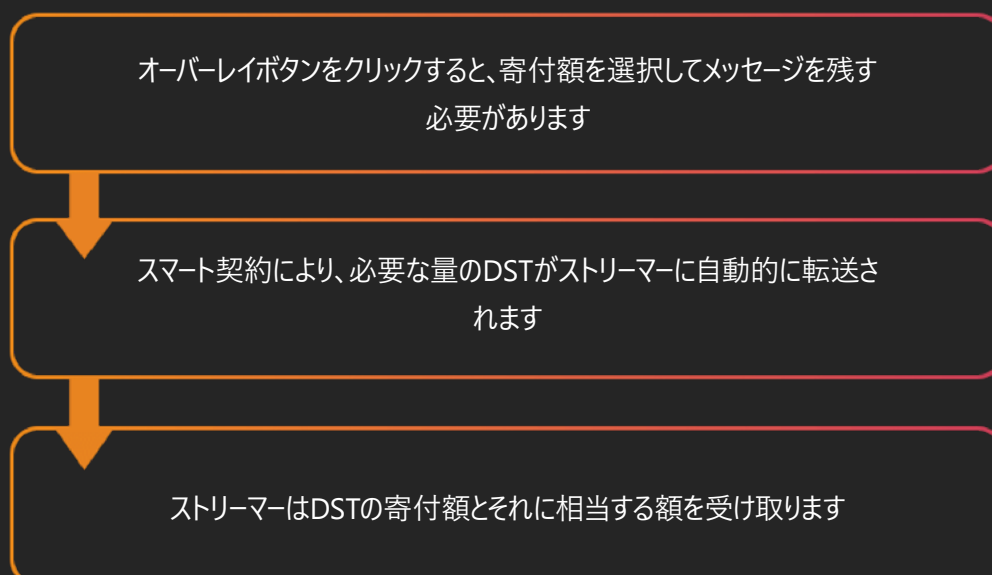 オーバーレイボタンをクリックすると、寄付額を選択してメッセージを残す
必要があります
スマート契約により、必要な量のDSTがストリーマーに自動的に転送さ
れます
ストリーマーはDSTの寄付額とそれに相当する額を受け取ります